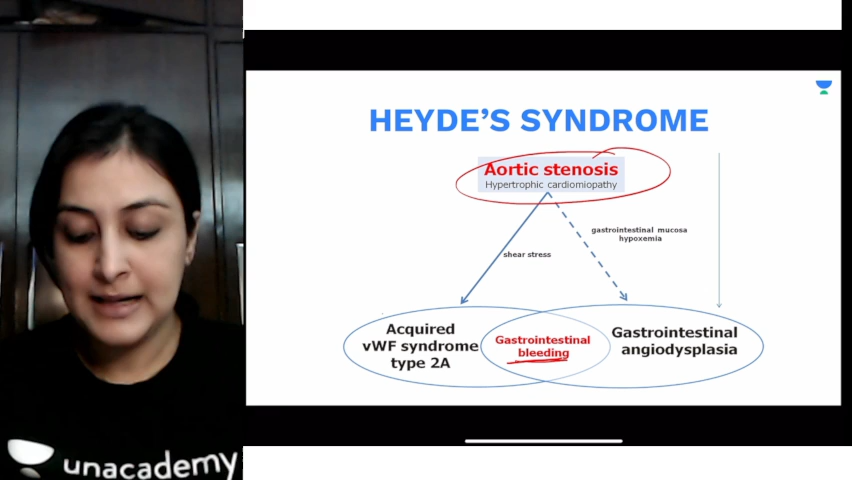 HEYDE'S SYNDROME
Aortic stenosis
Hypertrophic cardiomiopathy
gastrointestinal mucosa
hypoxemia
shear stress
Acquired
vWF syndrome
type 2A
Gastrointestinal
bleeding
Gastrointestinal
angiodysplasia
unacademy